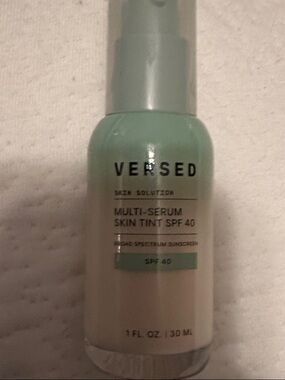 VERSED
SKIN SOLUTION
MULTI-SERUM
SKIN TINT SPF 40
BROAD SPECTRUM SUNSCREEN
SPF 40
1 FL. OZ. | 30 ML